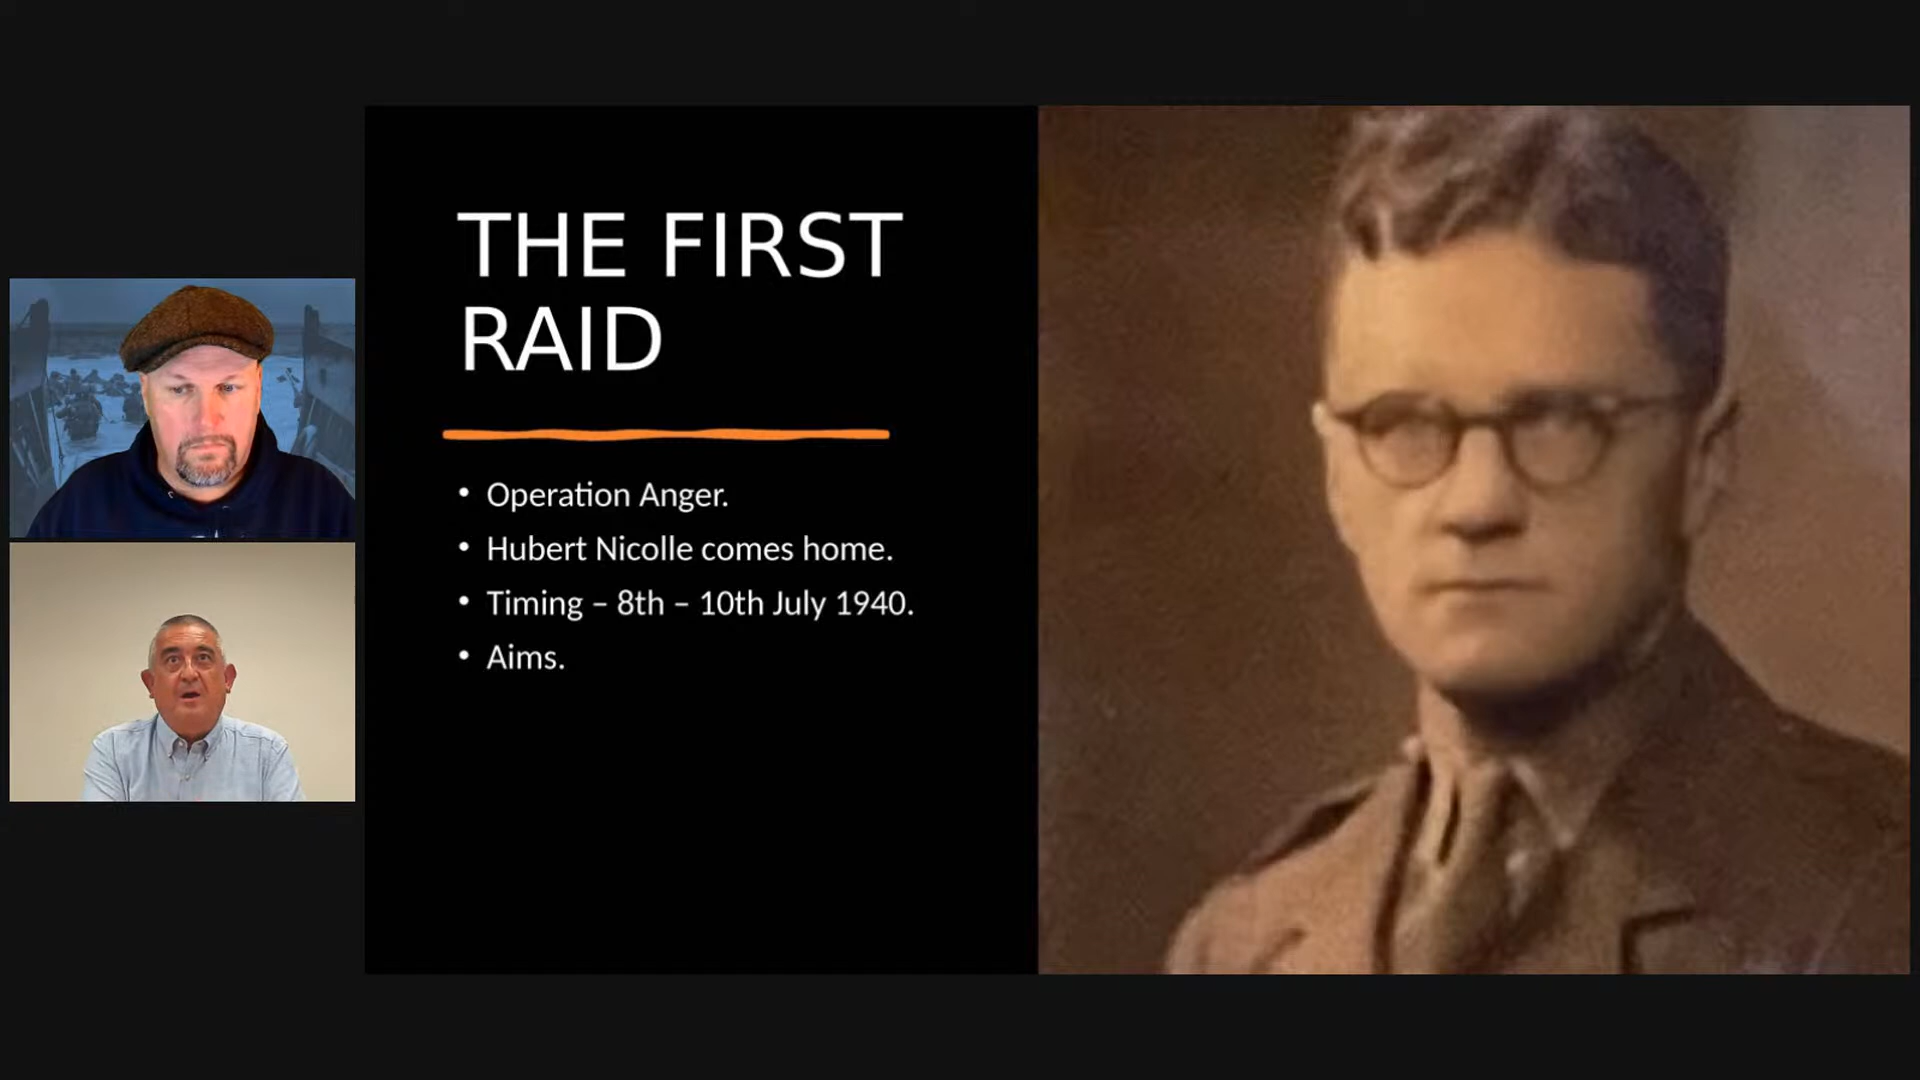 THE FIRST
RAID
• Operation Anger.
• Hubert Nicolle comes home.
• Timing – 8th – 10th July 1940.
• Aims.